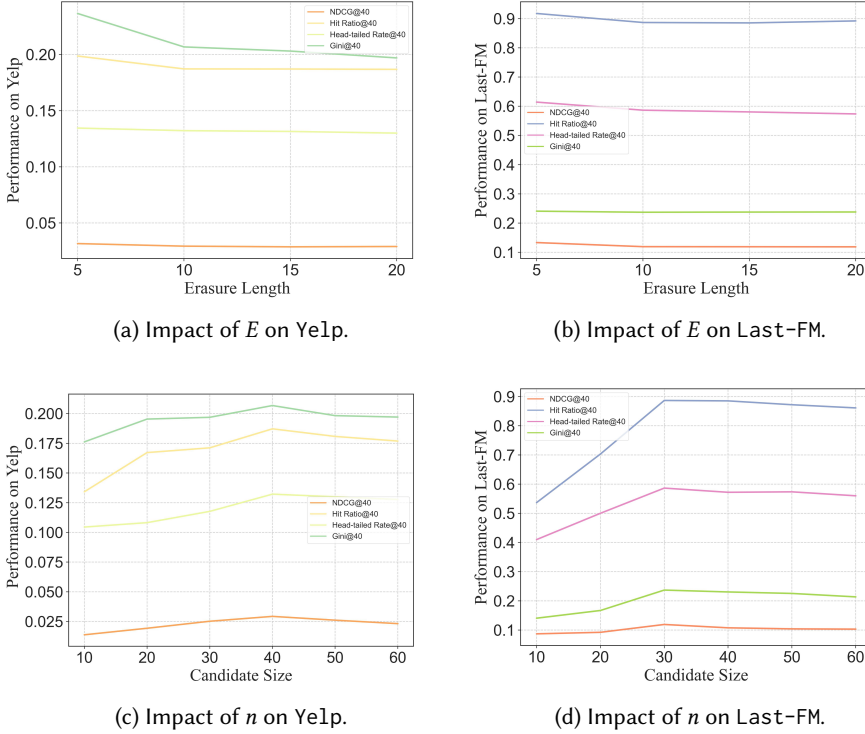 Performance on Yelp
0.20
0.15
0.10
0.05
5
10
15
20
Erasure Length
NDCG@40
Hit Ratio@40
Head-tailed Rate@40
Gini@40
(a) Impact of E on Yelp.
Performance on Last-FM
0.9
0.8
0.7
0.6
0.5
0.4
0.3
0.2
0.1
5
10
15
20
Erasure Length
NDCG@40
Hit Ratio@40
Head-tailed Rate@40
Gini@40
(b) Impact of E on Last-FM.
Performance on Yelp
0.200
0.175
0.150
0.125
0.100
0.075
0.050
0.025
10
20
30
40
50
60
Candidate Size
NDCG@40
Hit Ratio@40
Head-tailed Rate@40
Gini@40
(c) Impact of n on Yelp.
Performance on Last-FM
0.9
0.8
0.7
0.6
0.5
0.4
0.3
0.2
0.1
10
20
30
40
50
60
Candidate Size
NDCG@40
Hit Ratio@40
Head-tailed Rate@40
Gini@40
(d) Impact of n on Last-FM.